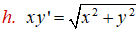 h. xy' = √(x² + y²)